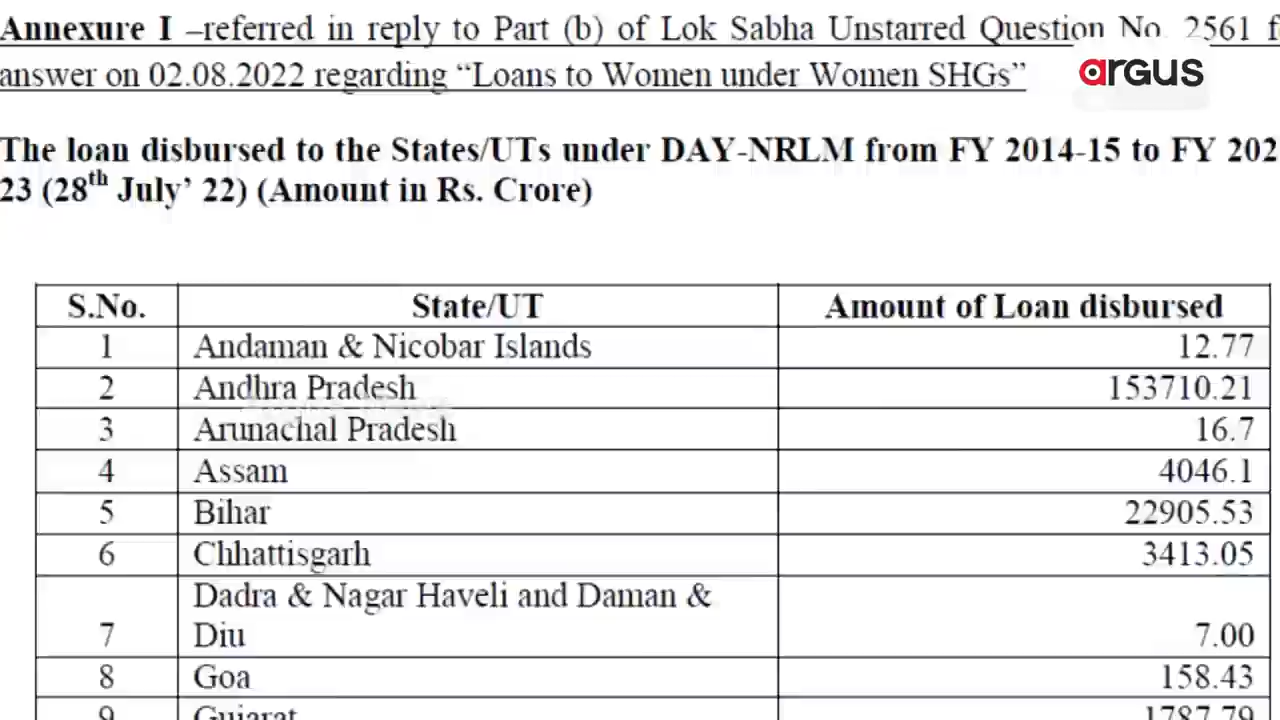 Annexure I –referred in reply to Part (b) of Lok Sabha Unstarred Question No. 2561 f
answer on 02.08.2022 regarding “Loans to Women under Women SHGs”
argus
The loan disbursed to the States/UTs under DAY-NRLM from FY 2014-15 to FY 202
23 (28th July’ 22) (Amount in Rs. Crore)
S.No. State/UT Amount of Loan disbursed
1 Andaman & Nicobar Islands 12.77
2 Andhra Pradesh 153710.21
3 Arunachal Pradesh 16.7
4 Assam 4046.1
5 Bihar 22905.53
6 Chhattisgarh 3413.05
Dadra & Nagar Haveli and Daman &
7 Diu 7.00
8 Goa 158.43
9 Gujarat 1787.79